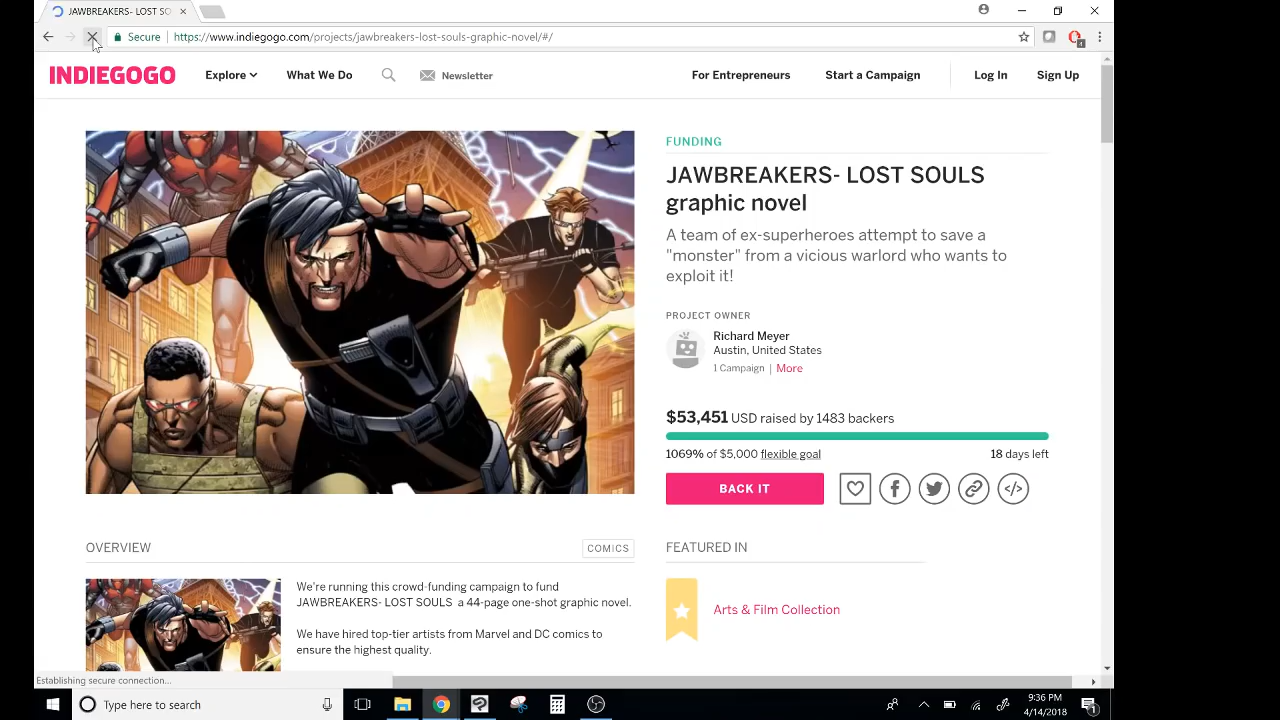 JAWBREAKERS- LOST SO
Secure
https://www.indiegogo.com/projects/jawbreakers-lost-souls-graphic-novel/#/
INDIEGOGO
Explore
What We Do
Newsletter
For Entrepreneurs
Start a Campaign
Log In
Sign Up
FUNDING
JAWBREAKERS- LOST SOULS
graphic novel
A team of ex-superheroes attempt to save a
"monster" from a vicious warlord who wants to
exploit it!
PROJECT OWNER
Richard Meyer
Austin, United States
1 Campaign | More
$53,451 USD raised by 1483 backers
1069% of $5,000 flexible goal
18 days left
BACK IT
OVERVIEW
COMICS
We're running this crowd-funding campaign to fund
JAWBREAKERS- LOST SOULS a 44-page one-shot graphic novel.
We have hired top-tier artists from Marvel and DC comics to
ensure the highest quality.
FEATURED IN
Arts & Film Collection
Establishing secure connection...
Type here to search
9:36 PM
4/14/2018